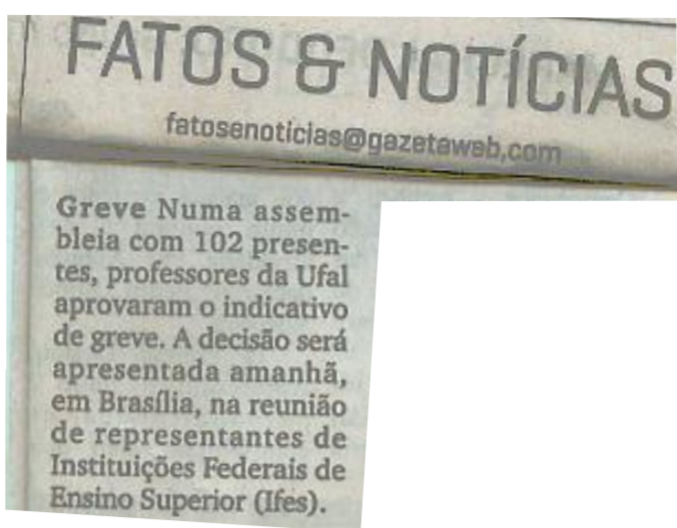 FATOS & NOTÍCIAS
fatosenoticias@gazetaweb.com
Greve Numa assem-
bleia com 102 presen-
tes, professores da Ufal
aprovaram o indicativo
de greve. A decisão será
apresentada amanhã,
em Brasília, na reunião
de representantes de
Instituições Federais de
Ensino Superior (Ifes).